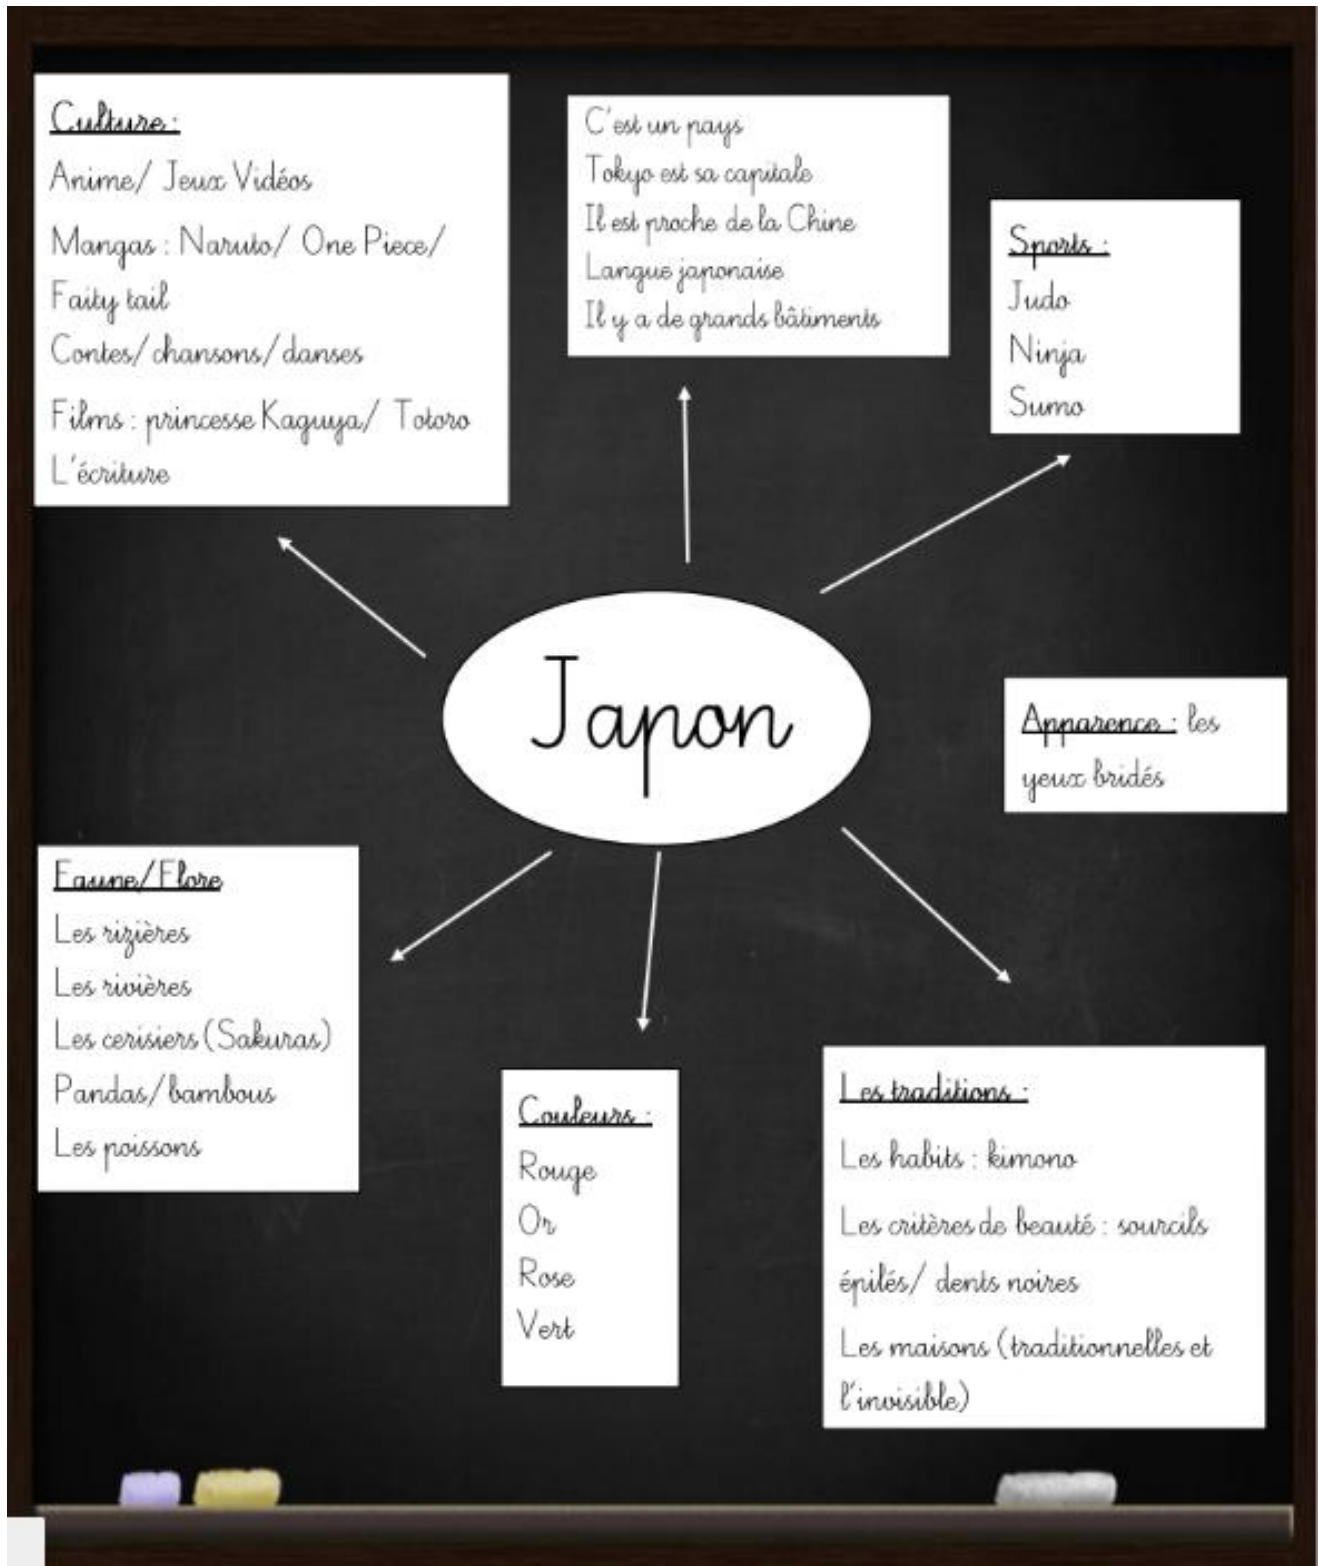 Culture :
Anime/ Jeux Vidéos
Mangas : Naruto/ One Piece/
Faity tail
Contes/ chansons/ danses
Films : princesse Kaguya/ Totoro
L'écriture
C'est un pays
Tokyo est sa capitale
Il est proche de la Chine
Langue japonaise
Il y a de grands bâtiments
Sports :
Judo
Ninja
Sumo
Japon
Apparence : les
yeux bridés
Faune/Flore
Les rizières
Les rivières
Les cerisiers (Sakuras)
Pandas/ bambous
Les poissons
Couleurs :
Rouge
Or
Rose
Vert
Les traditions :
Les habits : kimono
Les critères de beauté : sourcils
épilés/ dents noires
Les maisons (traditionnelles et
l'invisible)